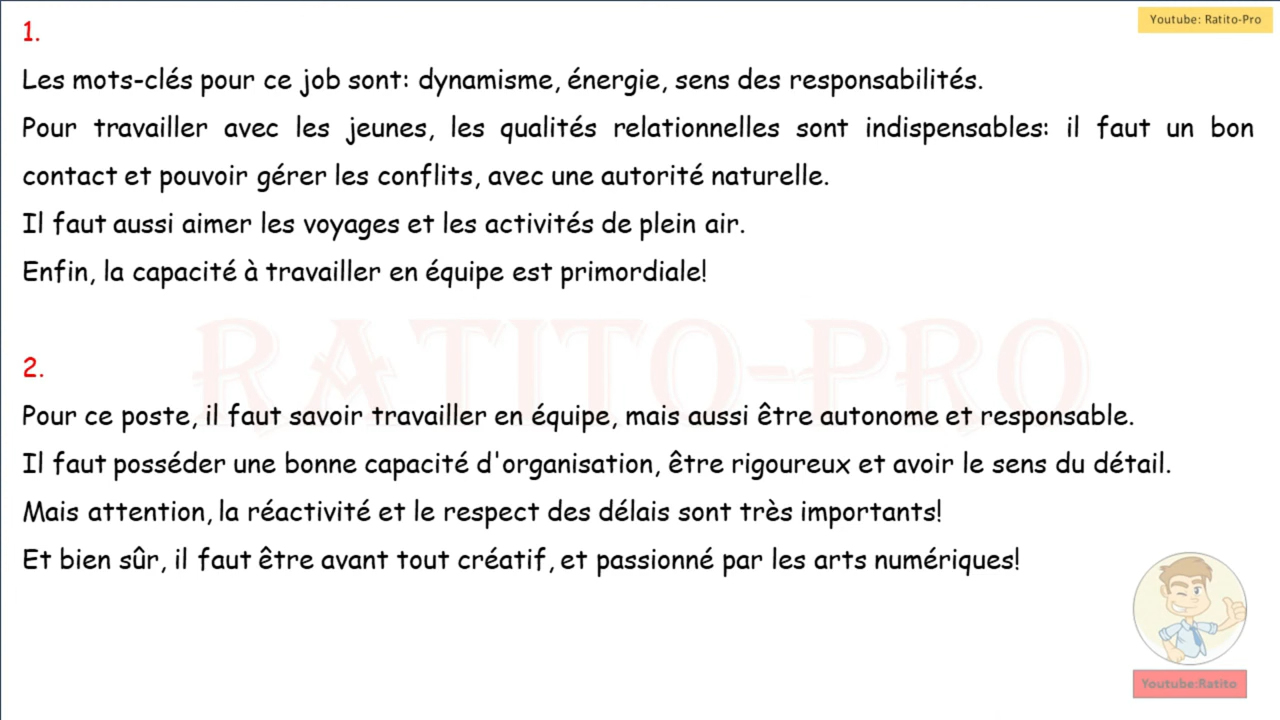 Youtube: Ratito-Pro
1.
Les mots-clés pour ce job sont: dynamisme, énergie, sens des responsabilités.
Pour travailler avec les jeunes, les qualités relationnelles sont indispensables: il faut un bon
contact et pouvoir gérer les conflits, avec une autorité naturelle.
Il faut aussi aimer les voyages et les activités de plein air.
Enfin, la capacité à travailler en équipe est primordiale!
RATITO-PRO
2.
Pour ce poste, il faut savoir travailler en équipe, mais aussi être autonome et responsable.
Il faut posséder une bonne capacité d'organisation, être rigoureux et avoir le sens du détail.
Mais attention, la réactivité et le respect des délais sont très importants!
Et bien sûr, il faut être avant tout créatif, et passionné par les arts numériques!
Youtube:Ratito